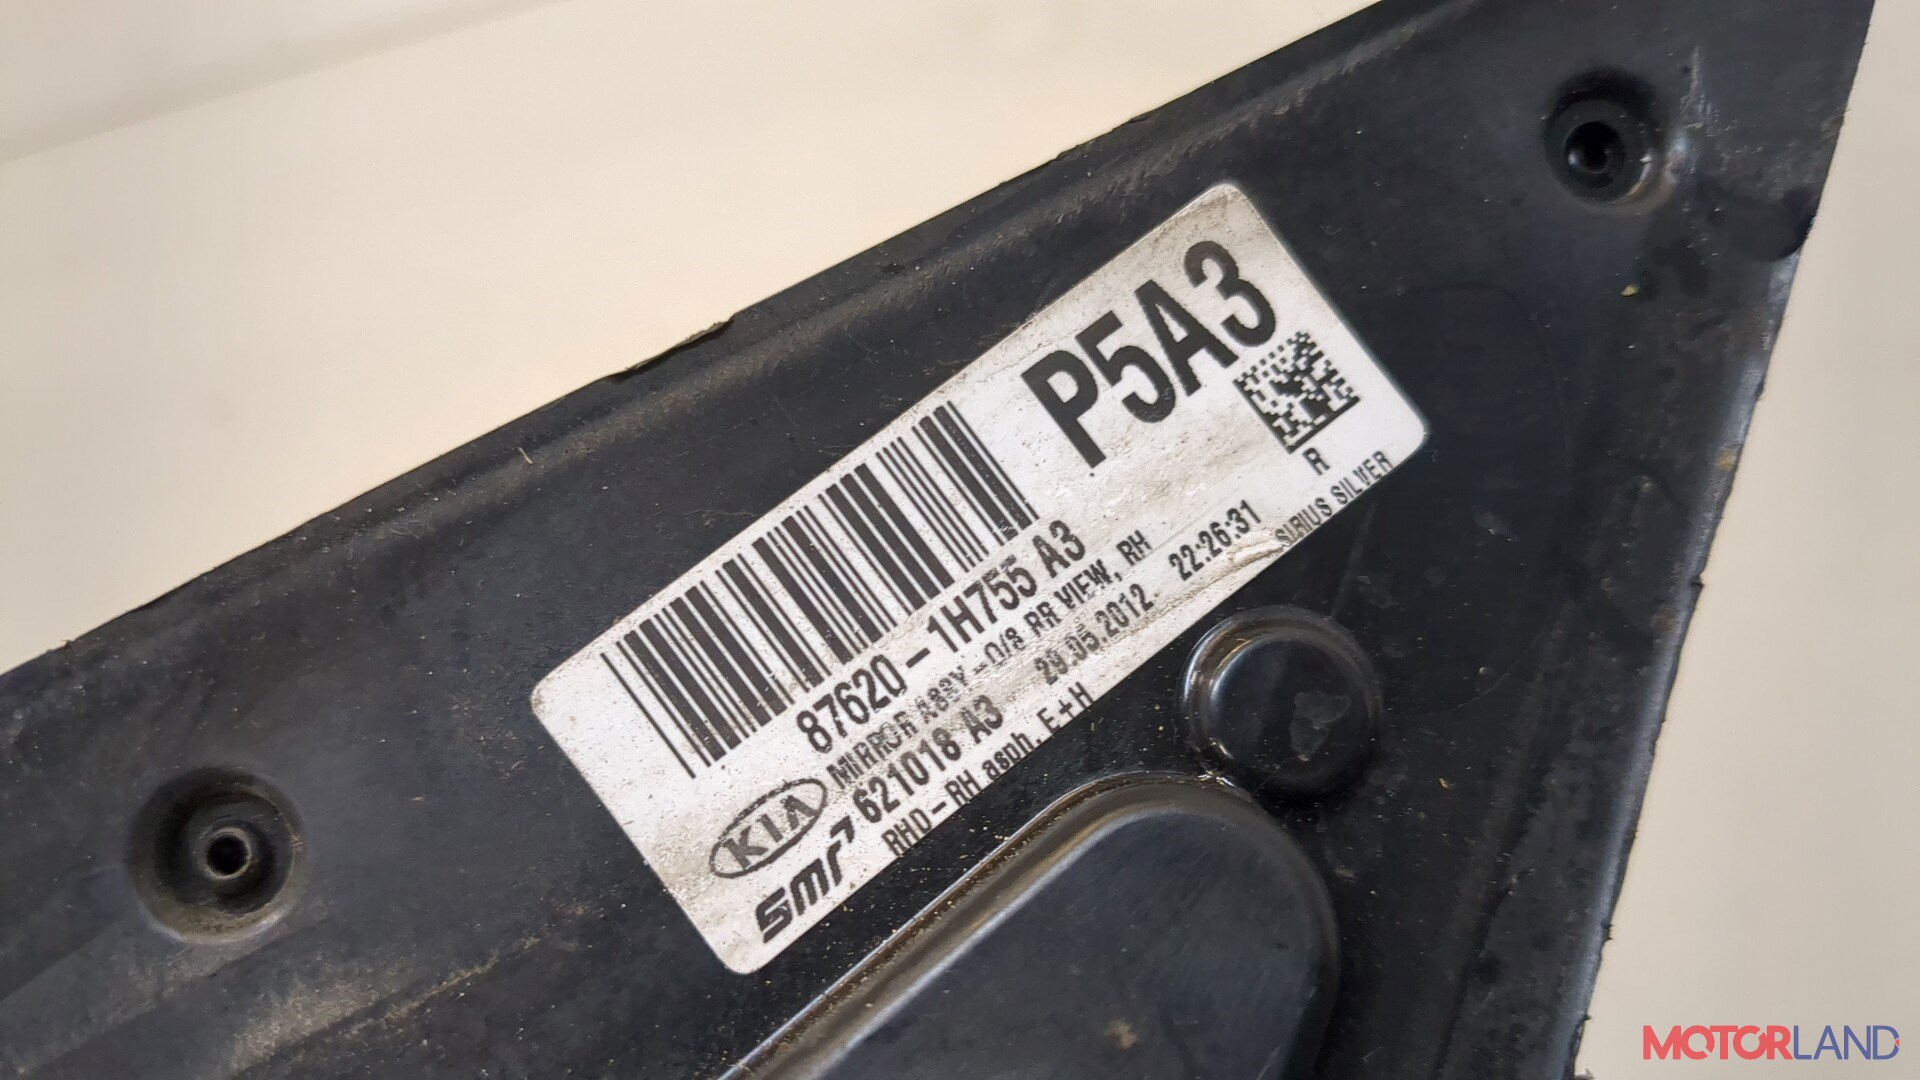 P5A3
R
87620-1H755 A3
MIRROR ASSY-O/S RR VIEW, RH
621018 A3 29.05.2012 22:26:31
RHD-RH asph, E+H
SIRIUS SILVER
KIA
smr
MOTORLAND